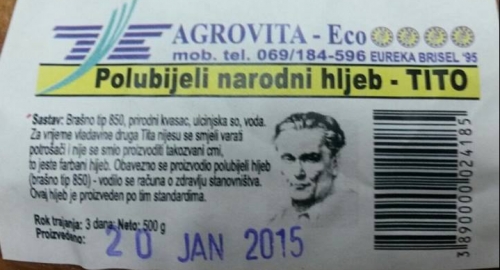 AGROVITA - Eco
mob. tel. 069/184-596 EUREKA BRISEL '95
Polubijeli narodni hljeb - TITO
"Sastav: Brašno tip 850, prirodni kvasac, ulcinjska so, voda.
Za vrijeme vladavine druga Tita nijesu se smjeli varati
potrošači i nije se smio proizvoditi takozvani crni,
to jeste farbani hljeb. Obavezno se proizvodio polubijeli hljeb
(brašno tip 850) - vodilo se računa o zdravlju stanovništva.
Ovaj hljeb je proizveden po tim standardima.
Rok trajanja: 3 dana, Neto: 500 g
Proizvedeno:
20 JAN 2015
3890000024185